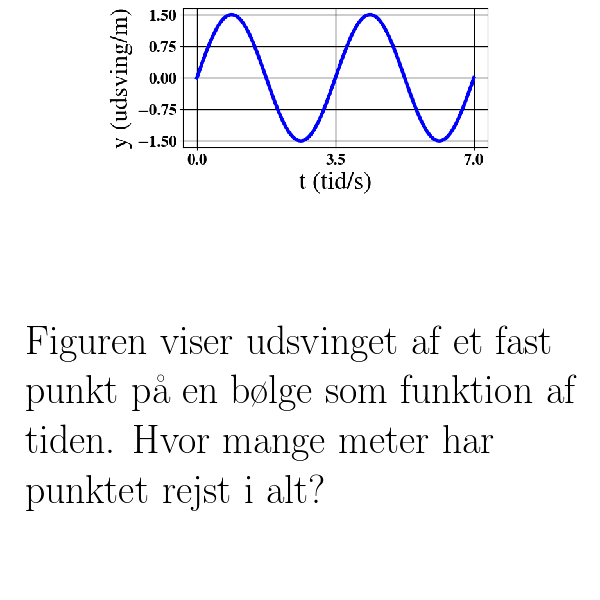 1.50
0.75
0.00
−0.75
−1.50
y (udsving/m)
0.0 3.5 7.0
t (tid/s)
Figuren viser udsvinget af et fast
punkt på en bølge som funktion af
tiden. Hvor mange meter har
punktet rejst i alt?